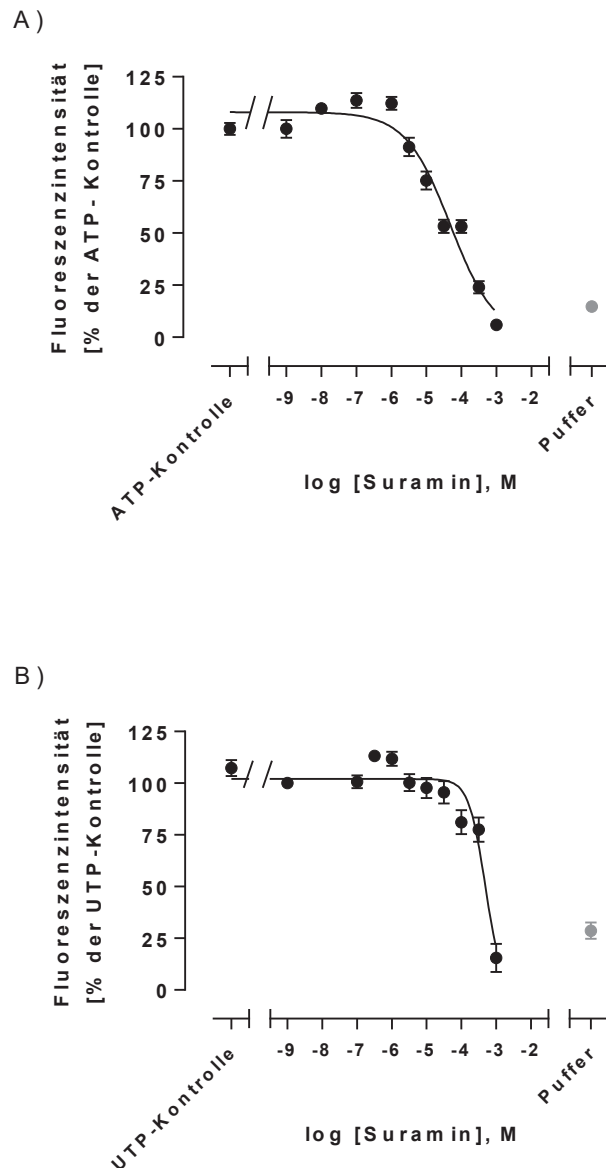 A)
Fluoreszenzintensität
[% der ATP-Kontrolle]
125
100
75
50
25
0
-9 -8 -7 -6 -5 -4 -3 -2
ATP-Kontrolle
Puffer
log [Suramin], M
B)
Fluoreszenzintensität
[% der UTP-Kontrolle]
125
100
75
50
25
0
-9 -8 -7 -6 -5 -4 -3 -2
UTP-Kontrolle
Puffer
log [Suramin], M